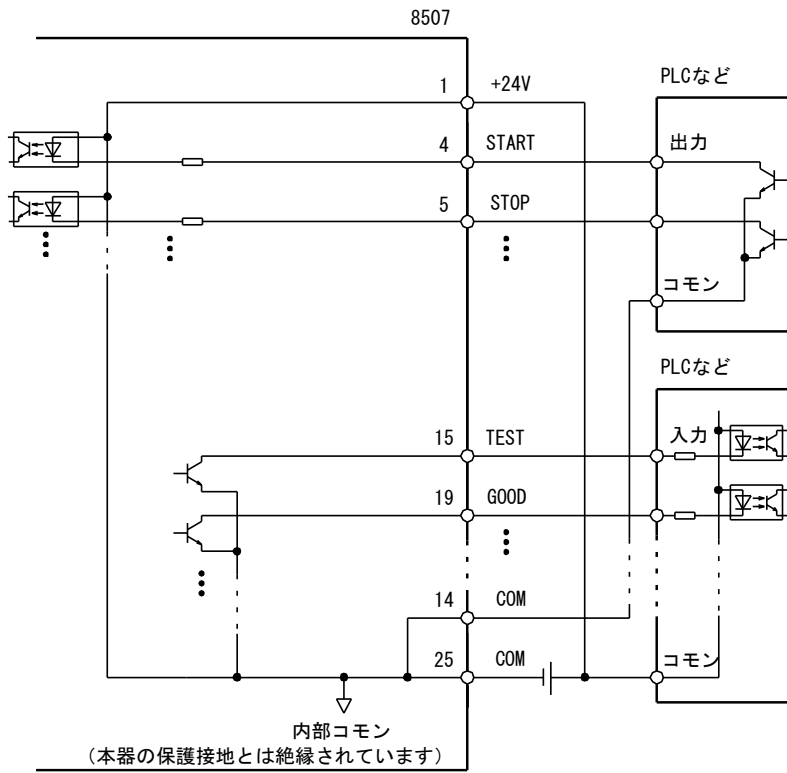 8507
1 +24V
PLCなど
4 START
出力
5 STOP
コモン
PLCなど
15 TEST
入力
19 GOOD
14 COM
25 COM
コモン
内部コモン
(本器の保護接地とは絶縁されています)